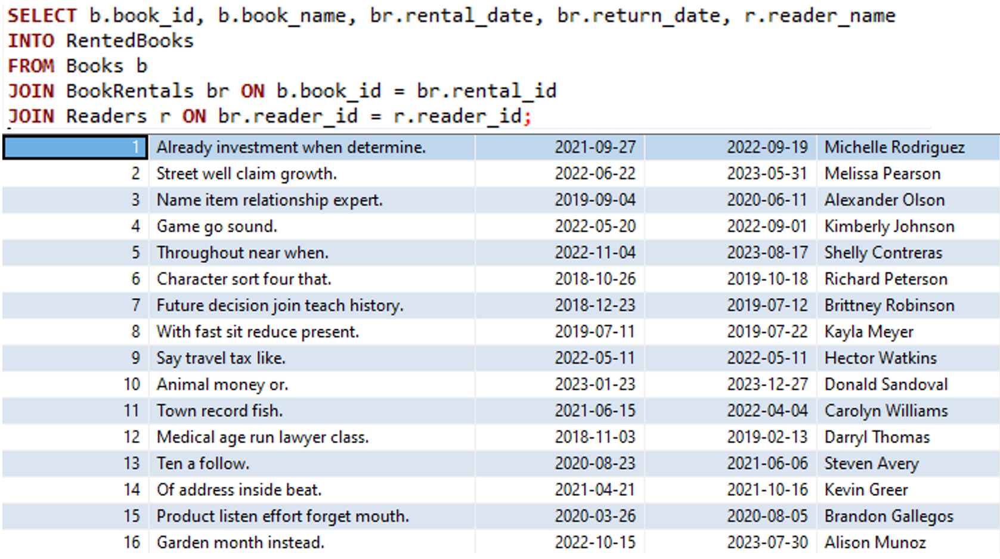 SELECT b.book_id, b.book_name, br.rental_date, br.return_date, r.reader_name
INTO RentedBooks
FROM Books b
JOIN BookRentals br ON b.book_id = br.rental_id
JOIN Readers r ON br.reader_id = r.reader_id;
1 Already investment when determine. 2021-09-27 2022-09-19 Michelle Rodriguez
2 Street well claim growth. 2022-06-22 2023-05-31 Melissa Pearson
3 Name item relationship expert. 2019-09-04 2020-06-11 Alexander Olson
4 Game go sound. 2022-05-20 2022-09-01 Kimberly Johnson
5 Throughout near when. 2022-11-04 2023-08-17 Shelly Contreras
6 Character sort four that. 2018-10-26 2019-10-18 Richard Peterson
7 Future decision join teach history. 2018-12-23 2019-07-12 Brittney Robinson
8 With fast sit reduce present. 2019-07-11 2019-07-22 Kayla Meyer
9 Say travel tax like. 2022-05-11 2022-05-11 Hector Watkins
10 Animal money or. 2023-01-23 2023-12-27 Donald Sandoval
11 Town record fish. 2021-06-15 2022-04-04 Carolyn Williams
12 Medical age run lawyer class. 2018-11-03 2019-02-13 Darryl Thomas
13 Ten a follow. 2020-08-23 2021-06-06 Steven Avery
14 Of address inside beat. 2021-04-21 2021-10-16 Kevin Greer
15 Product listen effort forget mouth. 2020-03-26 2020-08-05 Brandon Gallegos
16 Garden month instead. 2022-10-15 2023-07-30 Alison Munoz